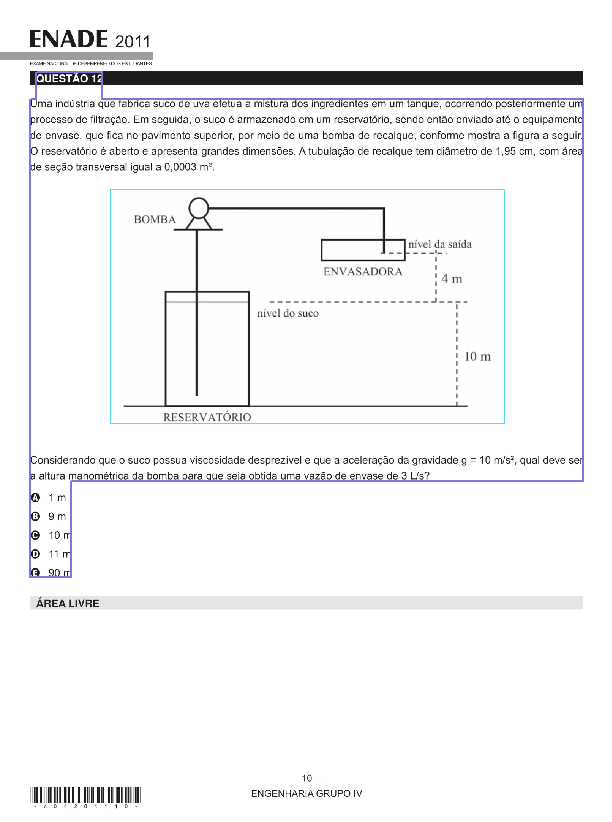 ENADE 2011
EXAME NACIONAL DE DESEMPENHO DOS ESTUDANTES
QUESTÃO 12
Uma indústria que fabrica suco de uva efetua a mistura dos ingredientes em um tanque, ocorrendo posteriormente um
processo de filtração. Em seguida, o suco é armazenado em um reservatório, sendo então enviado até o equipamento
de envase, que fica no pavimento superior, por meio de uma bomba de recalque, conforme mostra a figura a seguir.
O reservatório é aberto e apresenta grandes dimensões. A tubulação de recalque tem diâmetro de 1,95 cm, com área
de seção transversal igual a 0,0003 m².
BOMBA
nível da saída
ENVASADORA
4 m
nível do suco
10 m
RESERVATÓRIO
Considerando que o suco possua viscosidade desprezível e que a aceleração da gravidade g = 10 m/s², qual deve ser
a altura manométrica da bomba para que seja obtida uma vazão de envase de 3 L/s?
A 1 m
B 9 m
C 10 m
D 11 m
E 90 m
ÁREA LIVRE
10
ENGENHARIA GRUPO IV